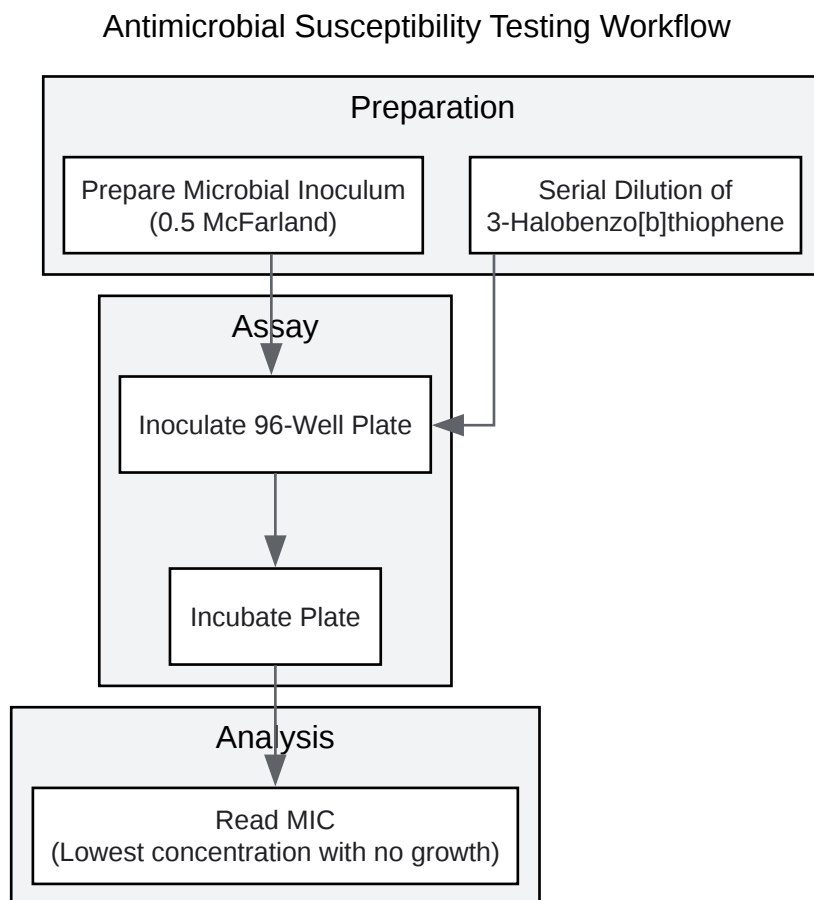 Antimicrobial Susceptibility Testing Workflow
Preparation
Prepare Microbial Inoculum
(0.5 McFarland)
Serial Dilution of
3-Halobenzo[b]thiophene
Assay
Inoculate 96-Well Plate
Incubate Plate
Analysis
Read MIC
(Lowest concentration with no growth)